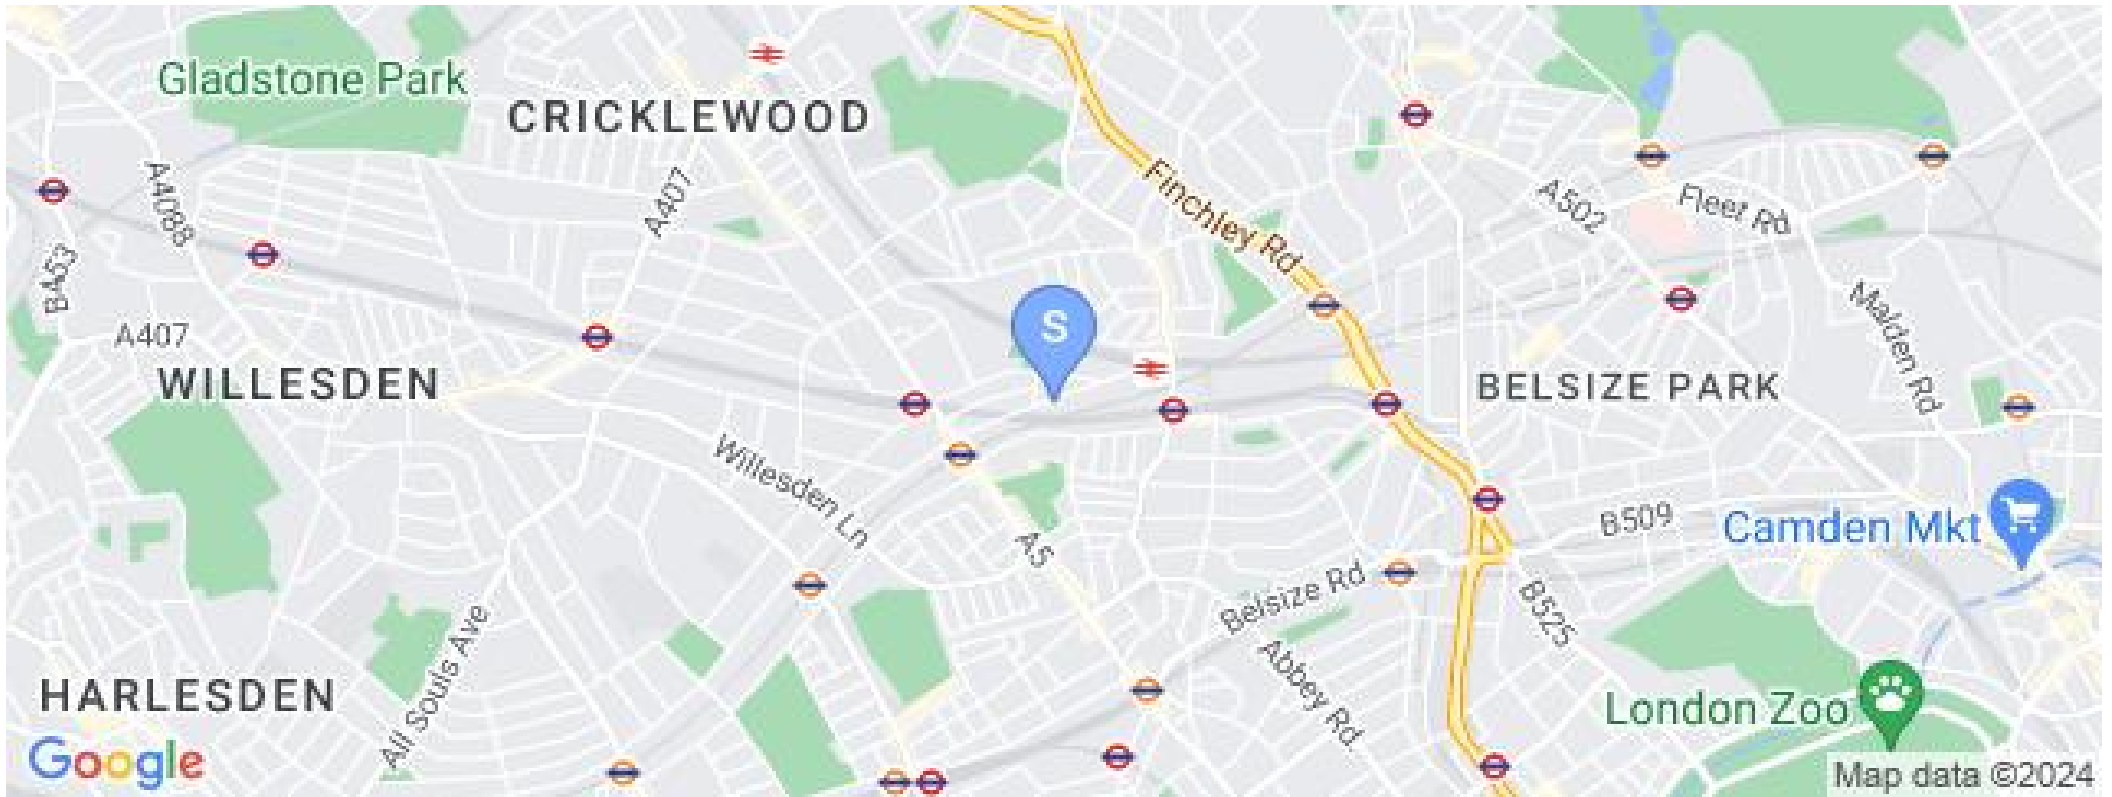 Gladstone Park
CRICKLEWOOD
A4088
A407
Finchley Rd
A502
Fleet Rd
B453
A407
S
Malden Rd
WILLESDEN
BELSIZE PARK
Willesden Ln
A5
B509
Camden Mkt
Belsize Rd
B525
All Souls Ave
Abbey Rd
HARLESDEN
London Zoo
Google
Map data ©2024